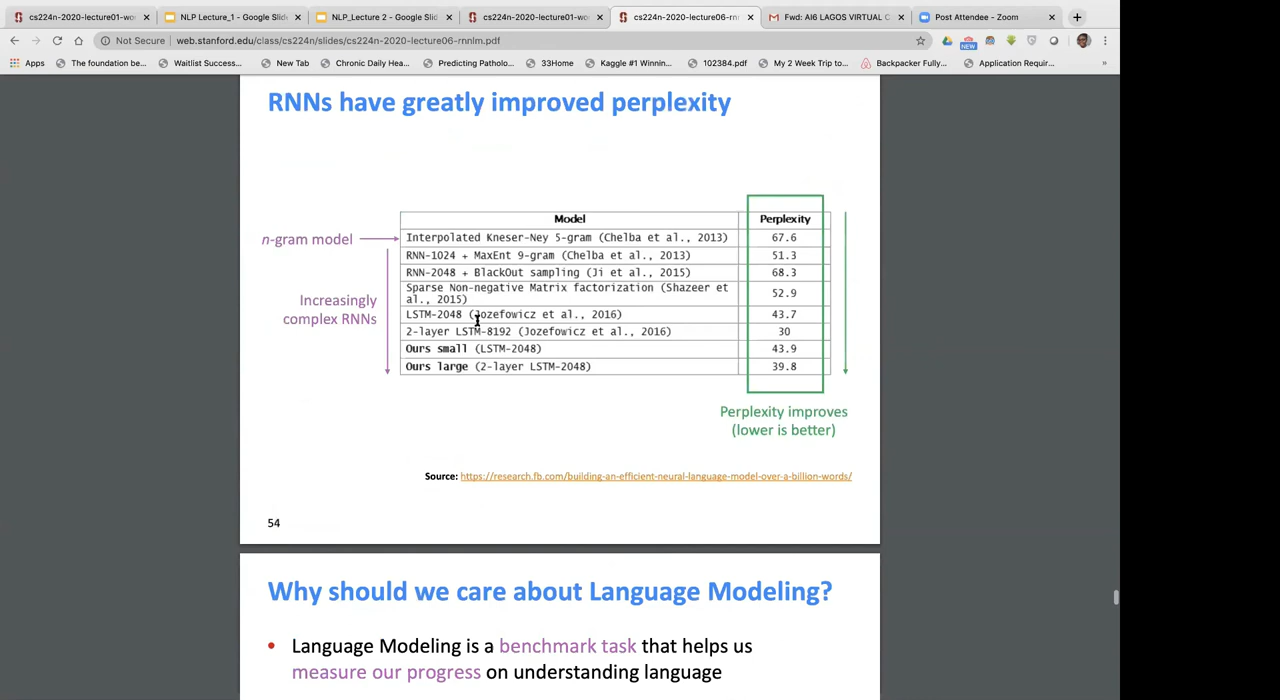 cs224n-2020-lecture01-wo
NLP Lecture_1 - Google Slide
NLP_Lecture 2 - Google Slid
cs224n-2020-lecture01-wo
cs224n-2020-lecture06-rn
Fwd: AI6 LAGOS VIRTUAL C
Post Attendee - Zoom
Not Secure | web.stanford.edu/class/cs224n/slides/cs224n-2020-lecture06-rnnlm.pdf
NEW
Apps
The foundation be...
Waitlist Success...
New Tab
Chronic Daily Hea...
Predicting Patholo...
33Home
Kaggle #1 Winnin...
102384.pdf
My 2 Week Trip to...
Backpacker Fully...
Application Requir...
»
RNNs have greatly improved perplexity
Model Perplexity
n-gram model
Interpolated Kneser-Ney 5-gram (Chelba et al., 2013) 67.6
RNN-1024 + MaxEnt 9-gram (Chelba et al., 2013) 51.3
RNN-2048 + BlackOut sampling (Ji et al., 2015) 68.3
Sparse Non-negative Matrix factorization (Shazeer et
al., 2015) 52.9
Increasingly
complex RNNs
LSTM-2048 (Jozefowicz et al., 2016) 43.7
2-layer LSTM-8192 (Jozefowicz et al., 2016) 30
Ours small (LSTM-2048) 43.9
Ours large (2-layer LSTM-2048) 39.8
Perplexity improves
(lower is better)
Source: https://research.fb.com/building-an-efficient-neural-language-model-over-a-billion-words/
54
Why should we care about Language Modeling?
• Language Modeling is a benchmark task that helps us
measure our progress on understanding language